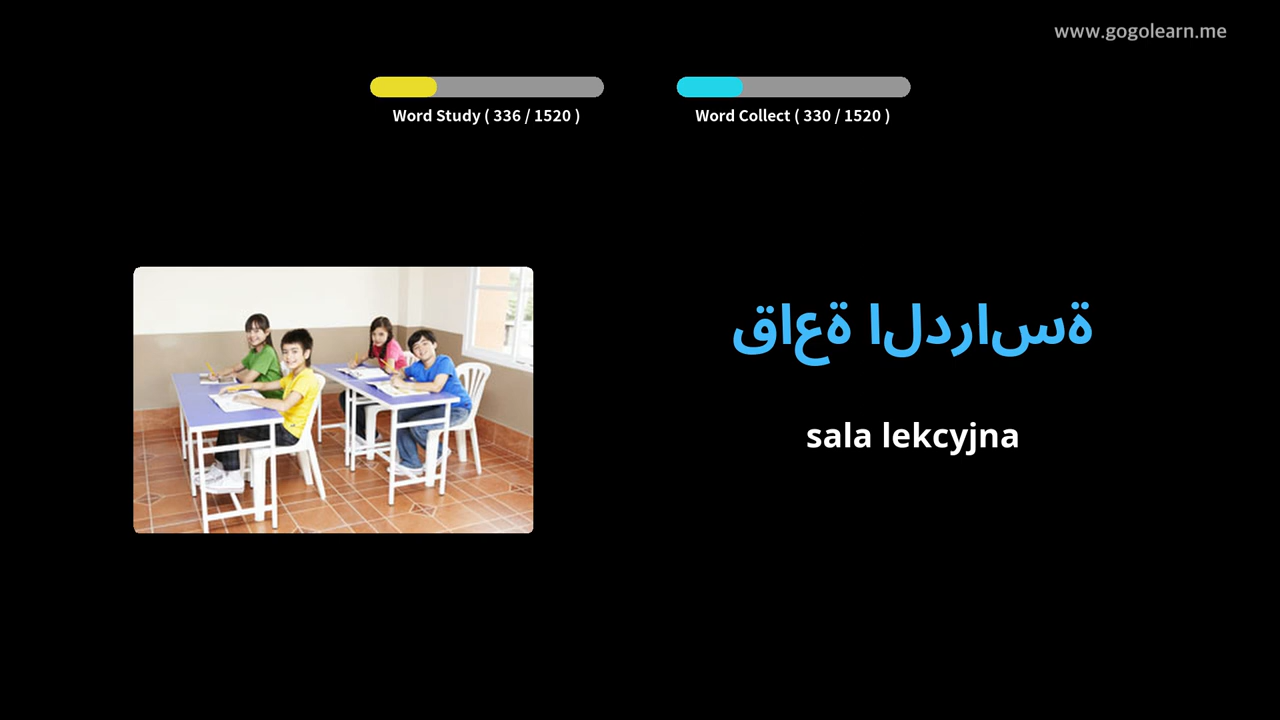 www.gogolearn.me
Word Study ( 336 / 1520 )
Word Collect ( 330 / 1520 )
قاعة الدراسة
sala lekcyjna